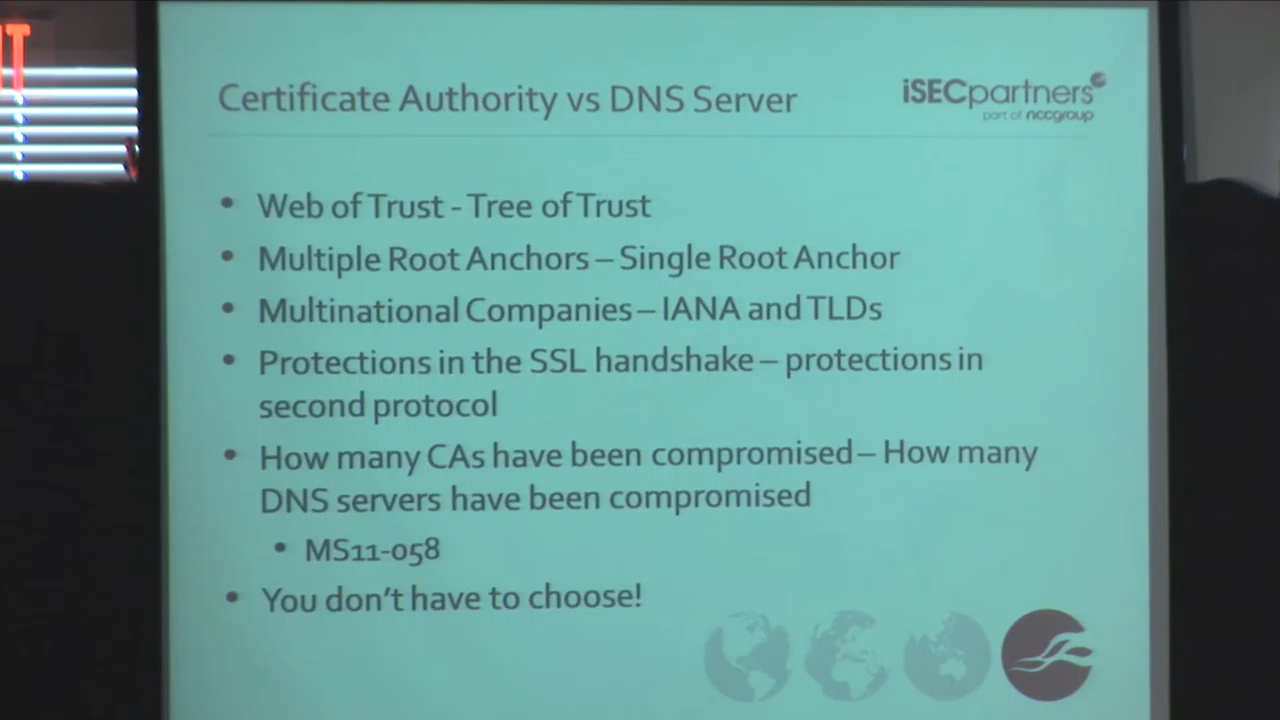 IT
Certificate Authority vs DNS Server
iSECpartners
part of nccgroup
• Web of Trust - Tree of Trust
• Multiple Root Anchors – Single Root Anchor
• Multinational Companies – IANA and TLDs
• Protections in the SSL handshake – protections in
second protocol
• How many CAs have been compromised – How many
DNS servers have been compromised
• MS11-058
• You don't have to choose!